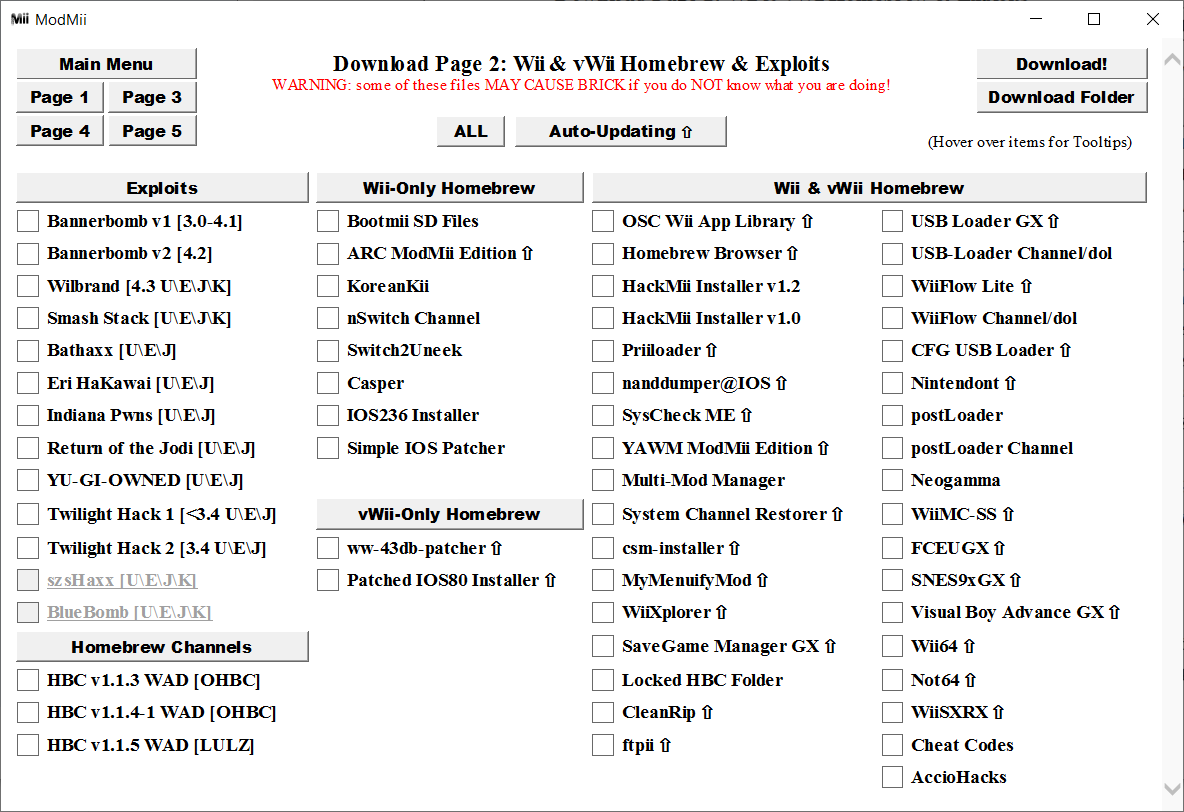 Mii ModMii
Main Menu
Page 1 Page 3
Page 4 Page 5
Download Page 2: Wii & vWii Homebrew & Exploits
WARNING: some of these files MAY CAUSE BRICK if you do NOT know what you are doing!
ALL Auto-Updating ⇧
Download!
Download Folder
(Hover over items for Tooltips)
Exploits
Bannerbomb v1 [3.0-4.1]
Bannerbomb v2 [4.2]
Wilbrand [4.3 U\E\J\K]
Smash Stack [U\E\J\K]
Bathaxx [U\E\J]
Eri HaKawai [U\E\J]
Indiana Pwns [U\E\J]
Return of the Jodi [U\E\J]
YU-GI-OWNED [U\E\J]
Twilight Hack 1 [<3.4 U\E\J]
Twilight Hack 2 [3.4 U\E\J]
szsHaxx [U\E\J\K]
BlueBomb [U\E\J\K]
Homebrew Channels
HBC v1.1.3 WAD [OHBC]
HBC v1.1.4-1 WAD [OHBC]
HBC v1.1.5 WAD [LULZ]
Wii-Only Homebrew
Bootmii SD Files
ARC ModMii Edition ⇧
KoreanKii
nSwitch Channel
Switch2Uneek
Casper
IOS236 Installer
Simple IOS Patcher
vWii-Only Homebrew
ww-43db-patcher ⇧
Patched IOS80 Installer ⇧
Wii & vWii Homebrew
OSC Wii App Library ⇧
Homebrew Browser ⇧
HackMii Installer v1.2
HackMii Installer v1.0
Priiloader ⇧
nanddumper@IOS ⇧
SysCheck ME ⇧
YAWM ModMii Edition ⇧
Multi-Mod Manager
System Channel Restorer ⇧
csm-installer ⇧
MyMenuifyMod ⇧
WiiXplorer ⇧
SaveGame Manager GX ⇧
Locked HBC Folder
CleanRip ⇧
ftpii ⇧
USB Loader GX ⇧
USB-Loader Channel/dol
WiiFlow Lite ⇧
WiiFlow Channel/dol
CFG USB Loader ⇧
Nintendont ⇧
postLoader
postLoader Channel
Neogamma
WiiMC-SS ⇧
FCEUGX ⇧
SNES9xGX ⇧
Visual Boy Advance GX ⇧
Wii64 ⇧
Not64 ⇧
WiiSXRX ⇧
Cheat Codes
AccioHacks